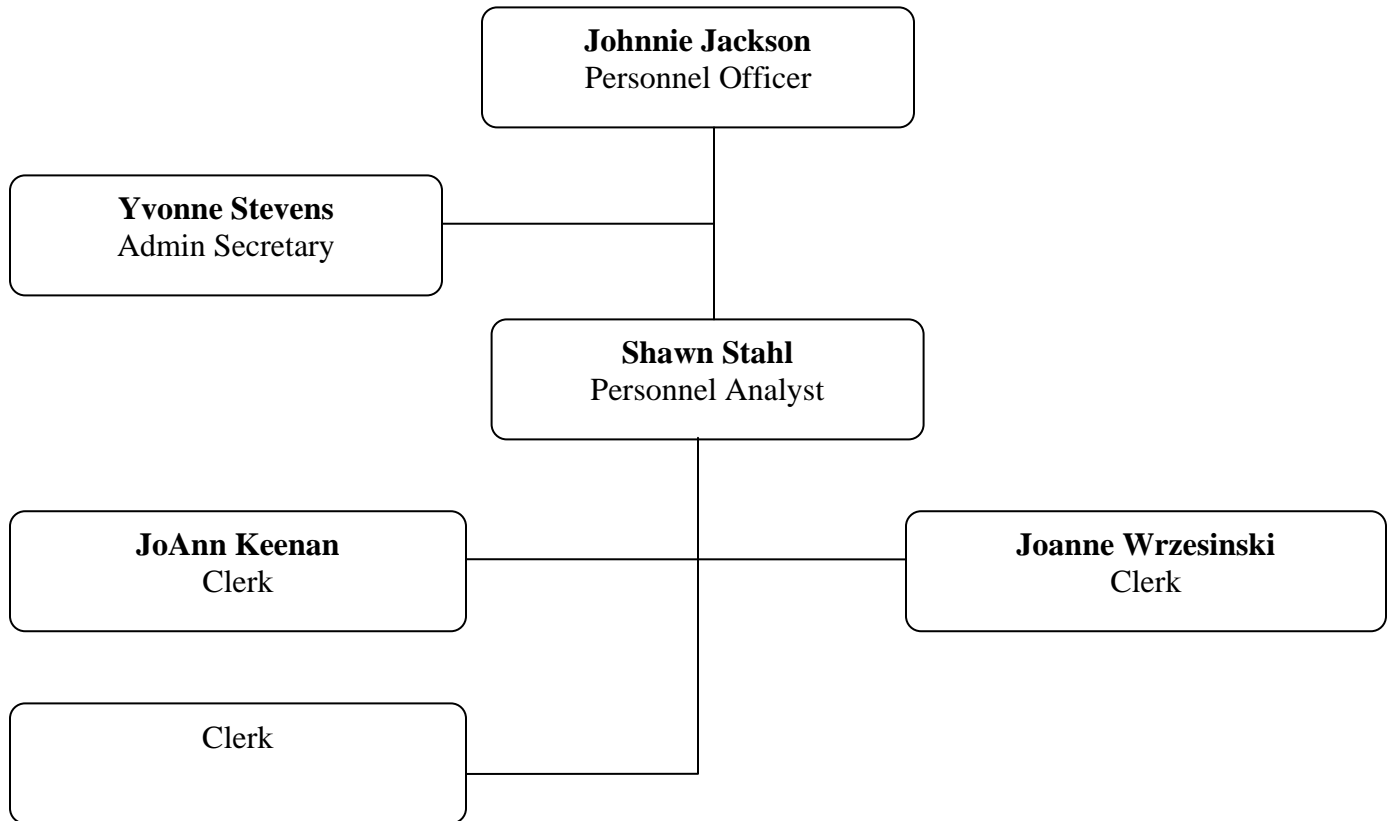 Johnnie Jackson
Personnel Officer
Yvonne Stevens
Admin Secretary
Shawn Stahl
Personnel Analyst
JoAnn Keenan
Clerk
Joanne Wrzesinski
Clerk
Clerk